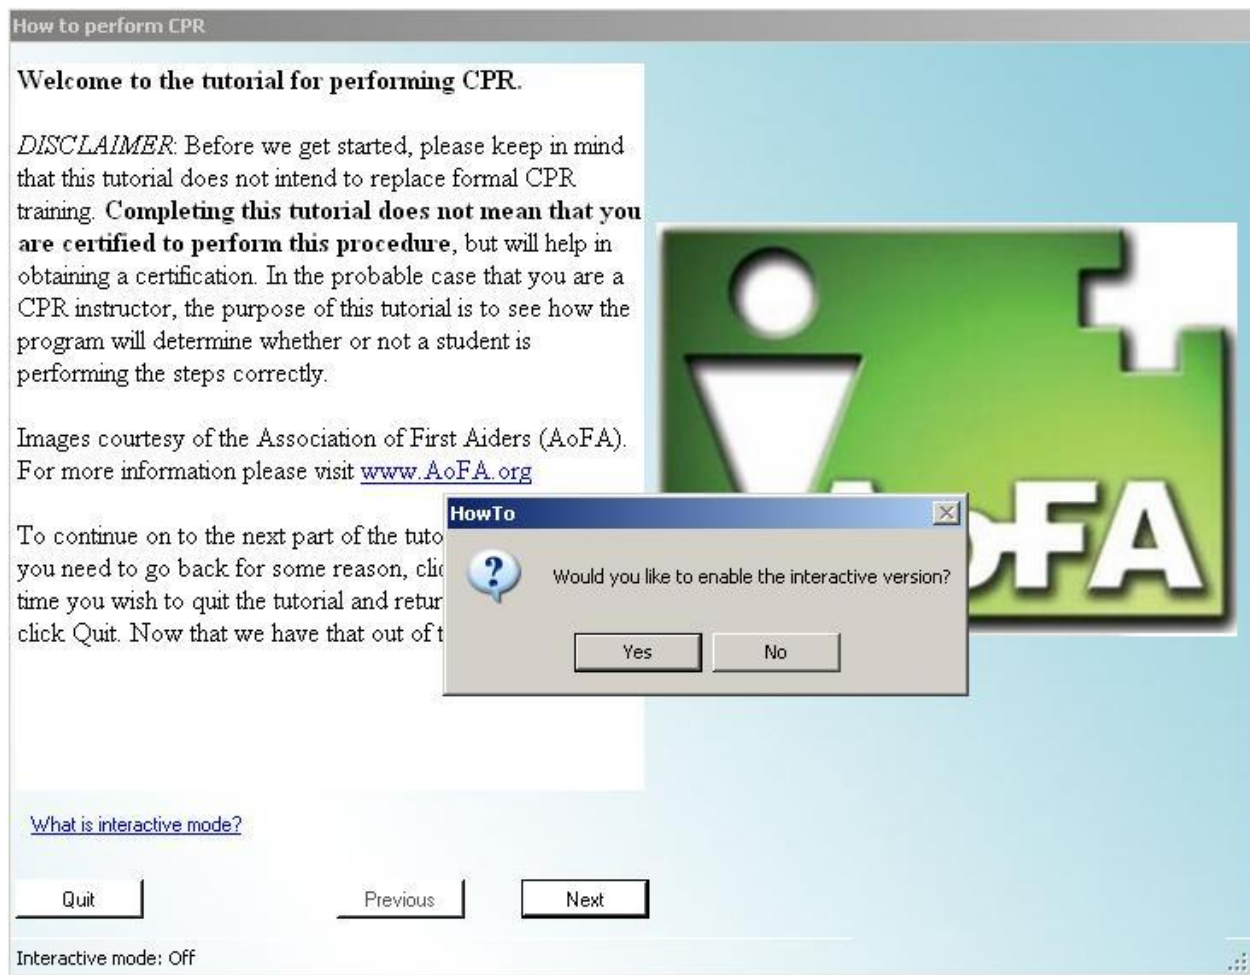 How to perform CPR
Welcome to the tutorial for performing CPR.
DISCLAIMER: Before we get started, please keep in mind
that this tutorial does not intend to replace formal CPR
training. Completing this tutorial does not mean that you
are certified to perform this procedure, but will help in
obtaining a certification. In the probable case that you are a
CPR instructor, the purpose of this tutorial is to see how the
program will determine whether or not a student is
performing the steps correctly.
Images courtesy of the Association of First Aiders (AoFA).
For more information please visit www.AoFA.org
To continue on to the next part of the
you need to go back for some reason,
time you wish to quit the tutorial and
click Quit. Now that we have that out of
HowTo
Would you like to enable the interactive version?
Yes
No
What is interactive mode?
Quit
Previous
Next
Interactive mode: Off